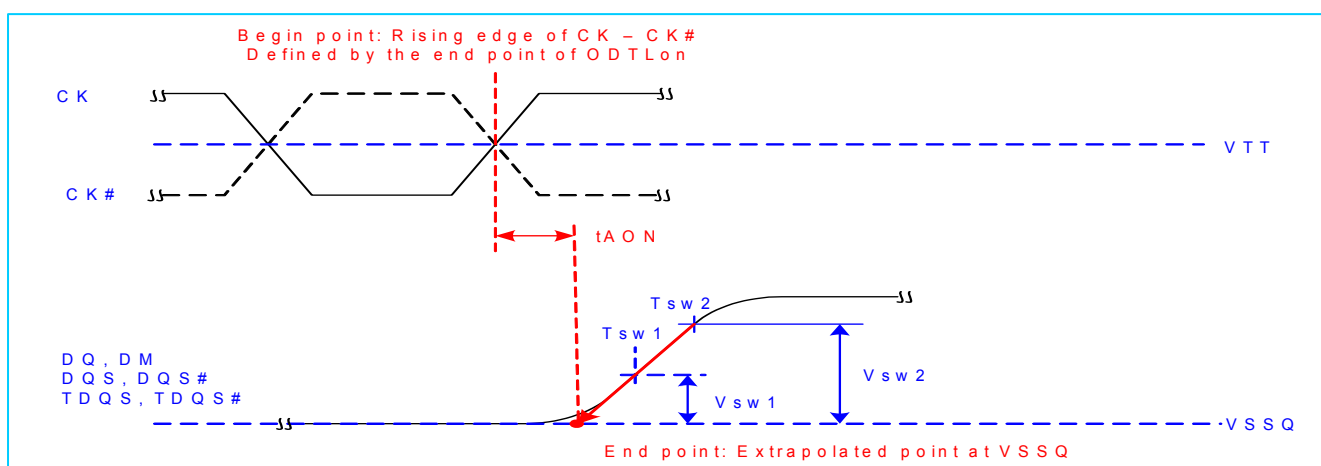 Begin point: Rising edge of CK – CK#
Defined by the end point of ODTLon
CK
VTT
CK#
tAON
Tsw2
Tsw1
DQ, DM
DQS, DQS#
TDQS, TDQS#
Vsw2
Vsw1
VSSQ
End point: Extrapolated point at VSSQ